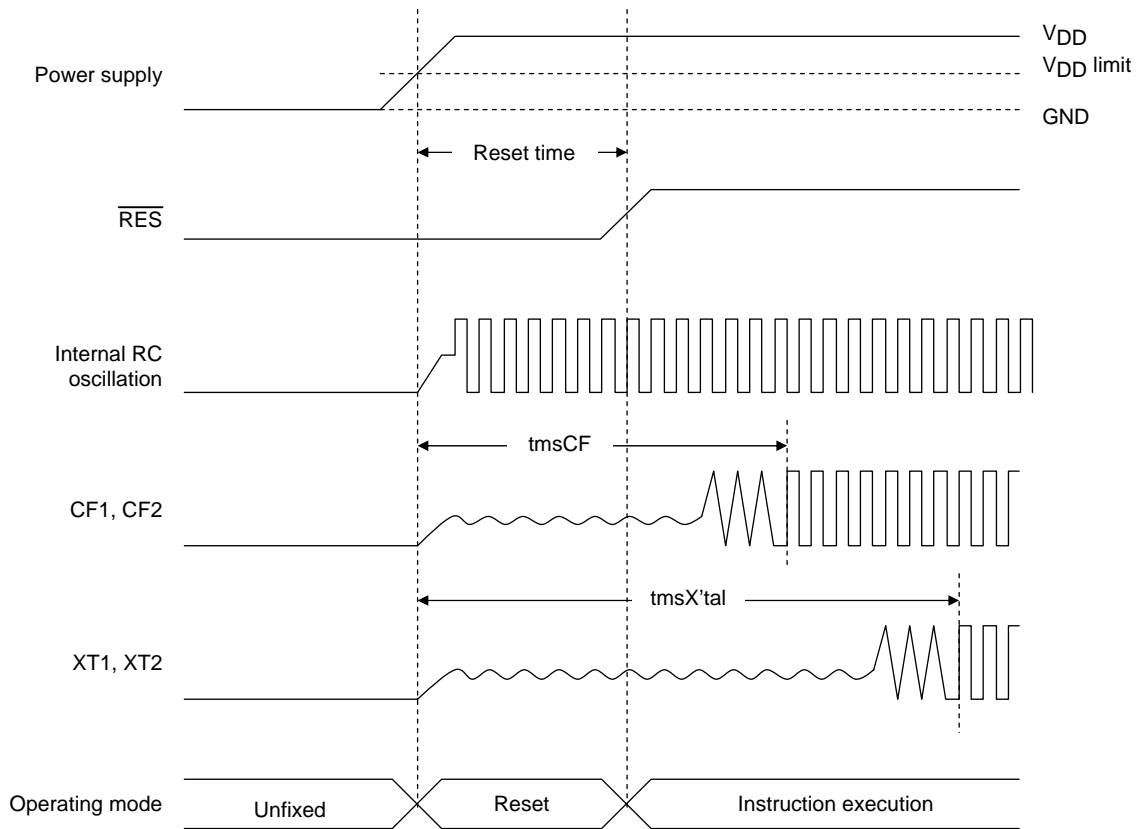 VDD
Power supply
VDD limit
GND
Reset time
RES
Internal RC
oscillation
tmsCF
CF1, CF2
tmsX'tal
XT1, XT2
Operating mode
Unfixed
Reset
Instruction execution